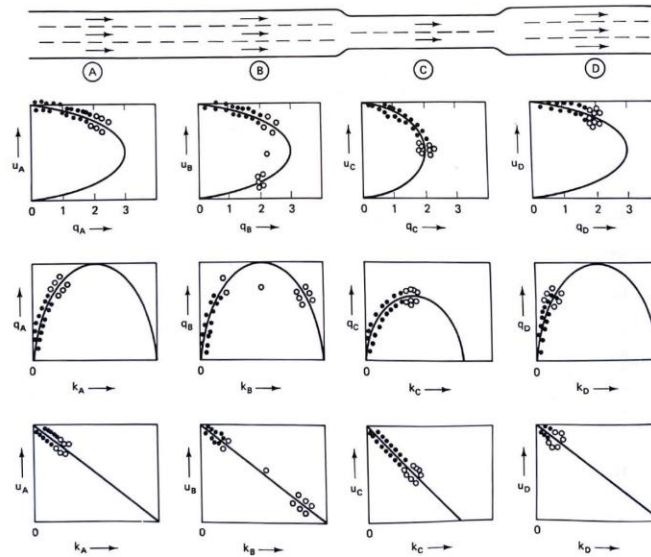 A B C D
u_A u_B u_C u_D
0 1 2 3 0 1 2 3 0 1 2 3 0 1 2 3
q_A q_B q_C q_D
q_A q_B q_C q_D
0 0 0 0
k_A k_B k_C k_D
u_A u_B u_C u_D
0 0 0 0
k_A k_B k_C k_D